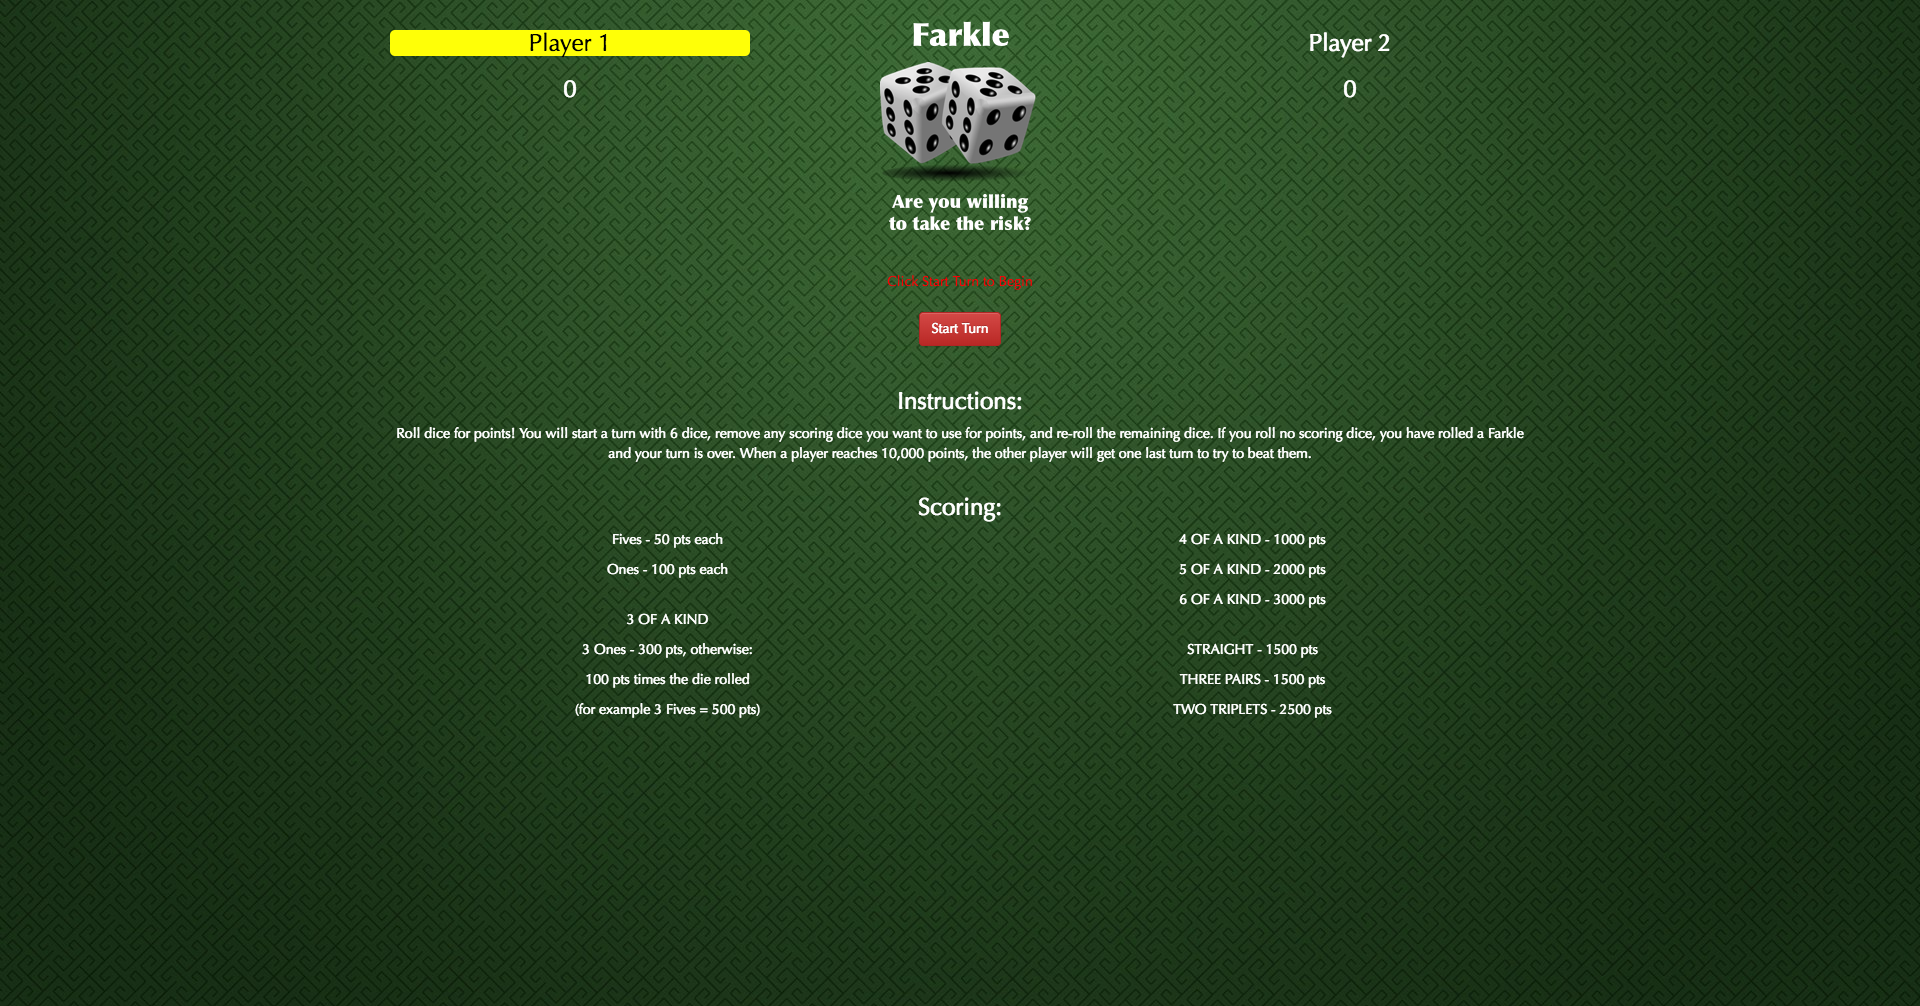 Player 1
0
Farkle
Are you willing
to take the risk?
Player 2
0
Click Start Turn to Begin
Start Turn
Instructions:
Roll dice for points! You will start a turn with 6 dice, remove any scoring dice you want to use for points, and re-roll the remaining dice. If you roll no scoring dice, you have rolled a Farkle
and your turn is over. When a player reaches 10,000 points, the other player will get one last turn to try to beat them.
Scoring:
Fives - 50 pts each
Ones - 100 pts each
3 OF A KIND
3 Ones - 300 pts, otherwise:
100 pts times the die rolled
(for example 3 Fives = 500 pts)
4 OF A KIND - 1000 pts
5 OF A KIND - 2000 pts
6 OF A KIND - 3000 pts
STRAIGHT - 1500 pts
THREE PAIRS - 1500 pts
TWO TRIPLETS - 2500 pts